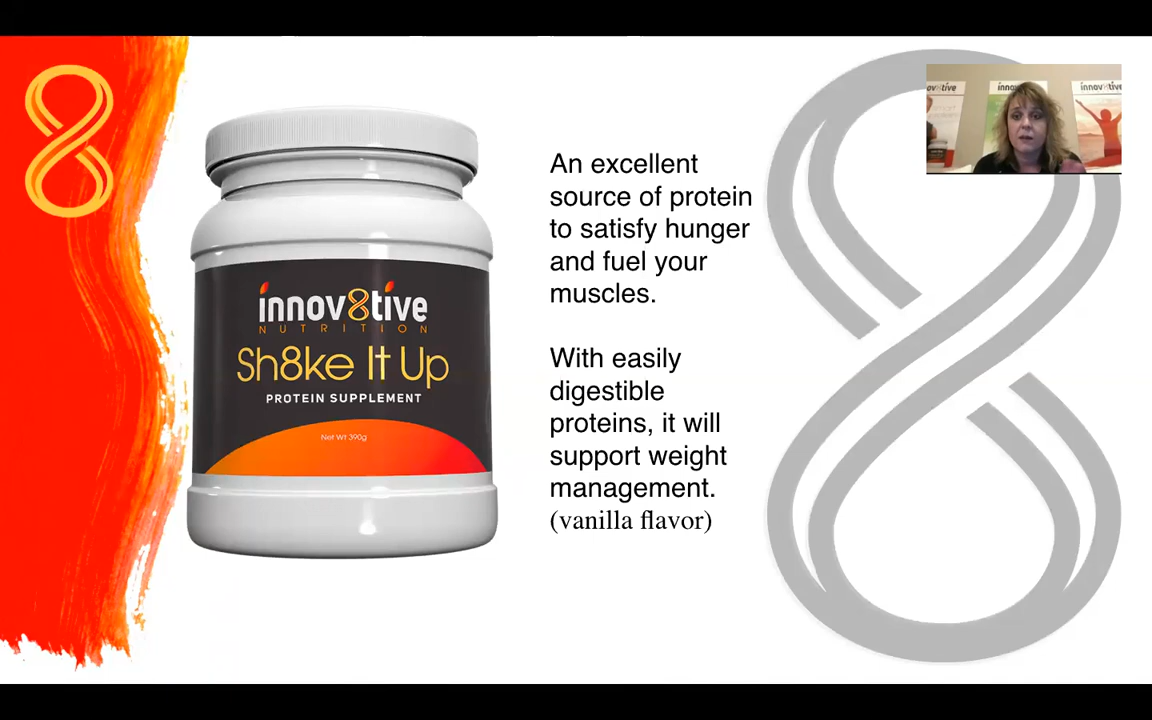 innov8tive
NUTRITION
Sh8ke It Up
PROTEIN SUPPLEMENT
Net Wt 390g
An excellent
source of protein
to satisfy hunger
and fuel your
muscles.
With easily
digestible
proteins, it will
support weight
management.
(vanilla flavor)